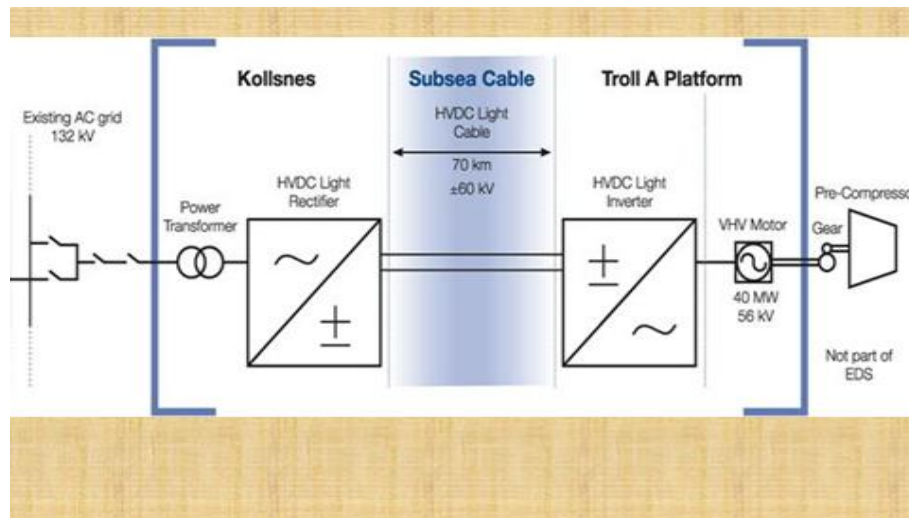 Kollsnes
Subsea Cable
Troll A Platform
Existing AC grid
132 kV
HVDC Light
Cable
70 km
±60 kV
HVDC Light
Rectifier
HVDC Light
Inverter
Power
Transformer
VHV Motor
Pre-Compresso
Gear
40 MW
56 kV
Not part of
EDS